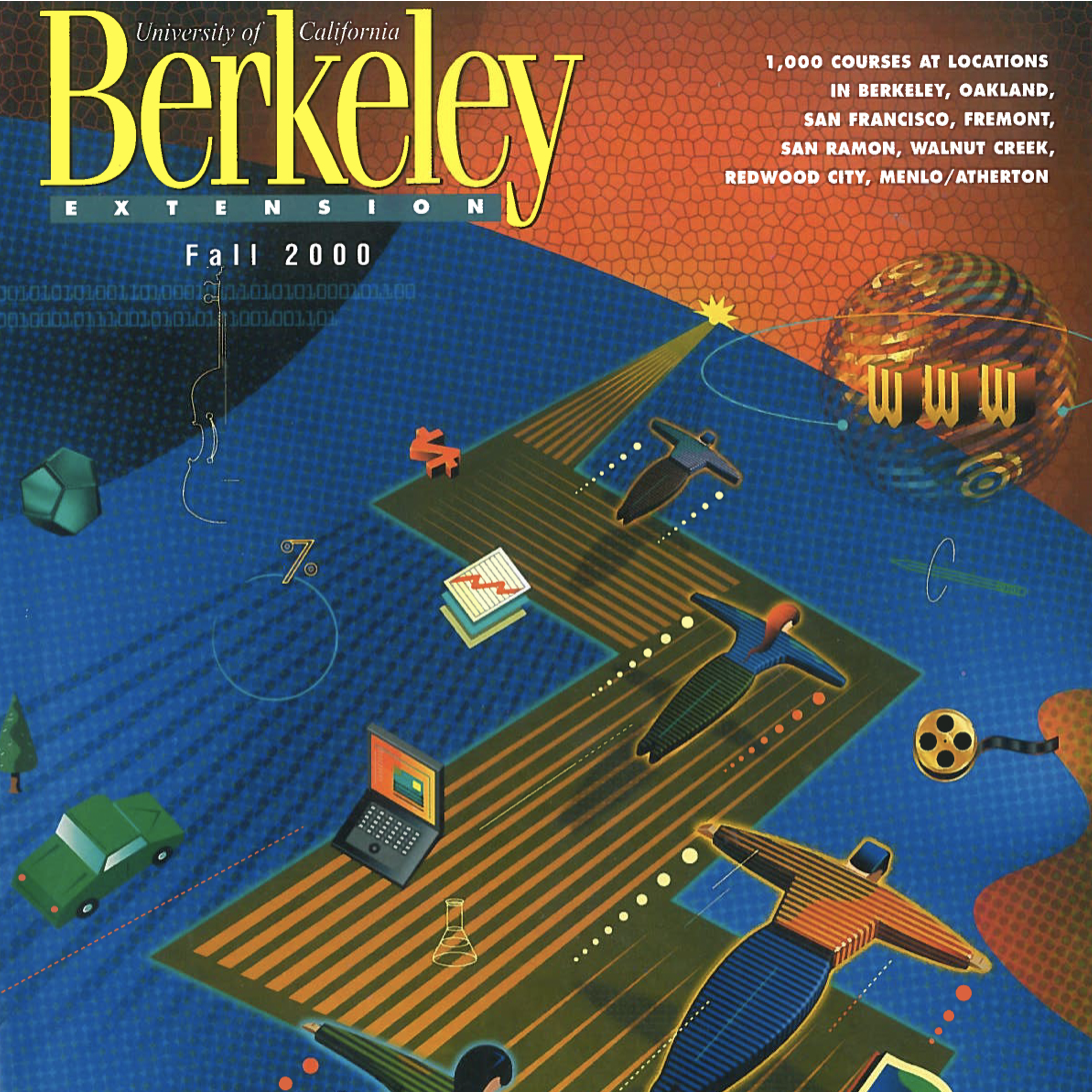 University of California
Berkeley
EXTENSION
Fall 2000
1,000 COURSES AT LOCATIONS
IN BERKELEY, OAKLAND,
SAN FRANCISCO, FREMONT,
SAN RAMON, WALNUT CREEK,
REDWOOD CITY, MENLO/ATHERTON
WWW
%